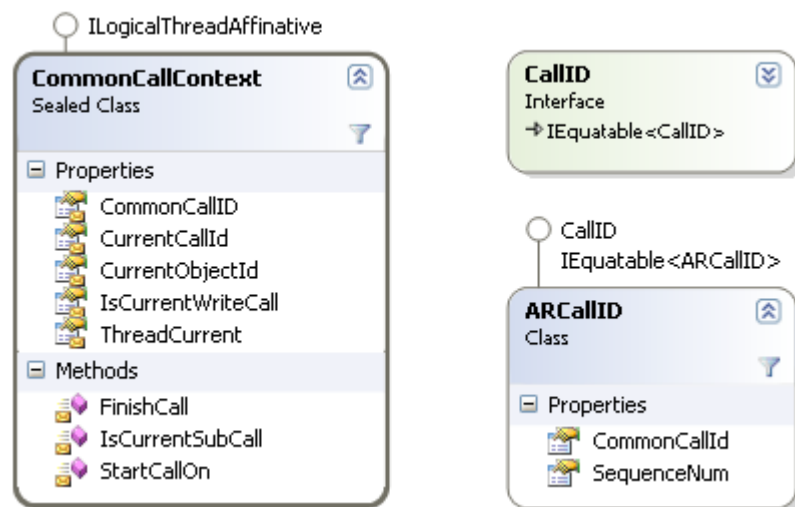 ILogicalThreadAffinative
CommonCallContext
Sealed Class
Properties
CommonCallID
CurrentCallId
CurrentObjectId
IsCurrentWriteCall
ThreadCurrent
Methods
FinishCall
IsCurrentSubCall
StartCallOn
CallID
Interface
IEquatable<CallID>
CallID
IEquatable<ARCallID>
ARCallID
Class
Properties
CommonCallId
SequenceNum